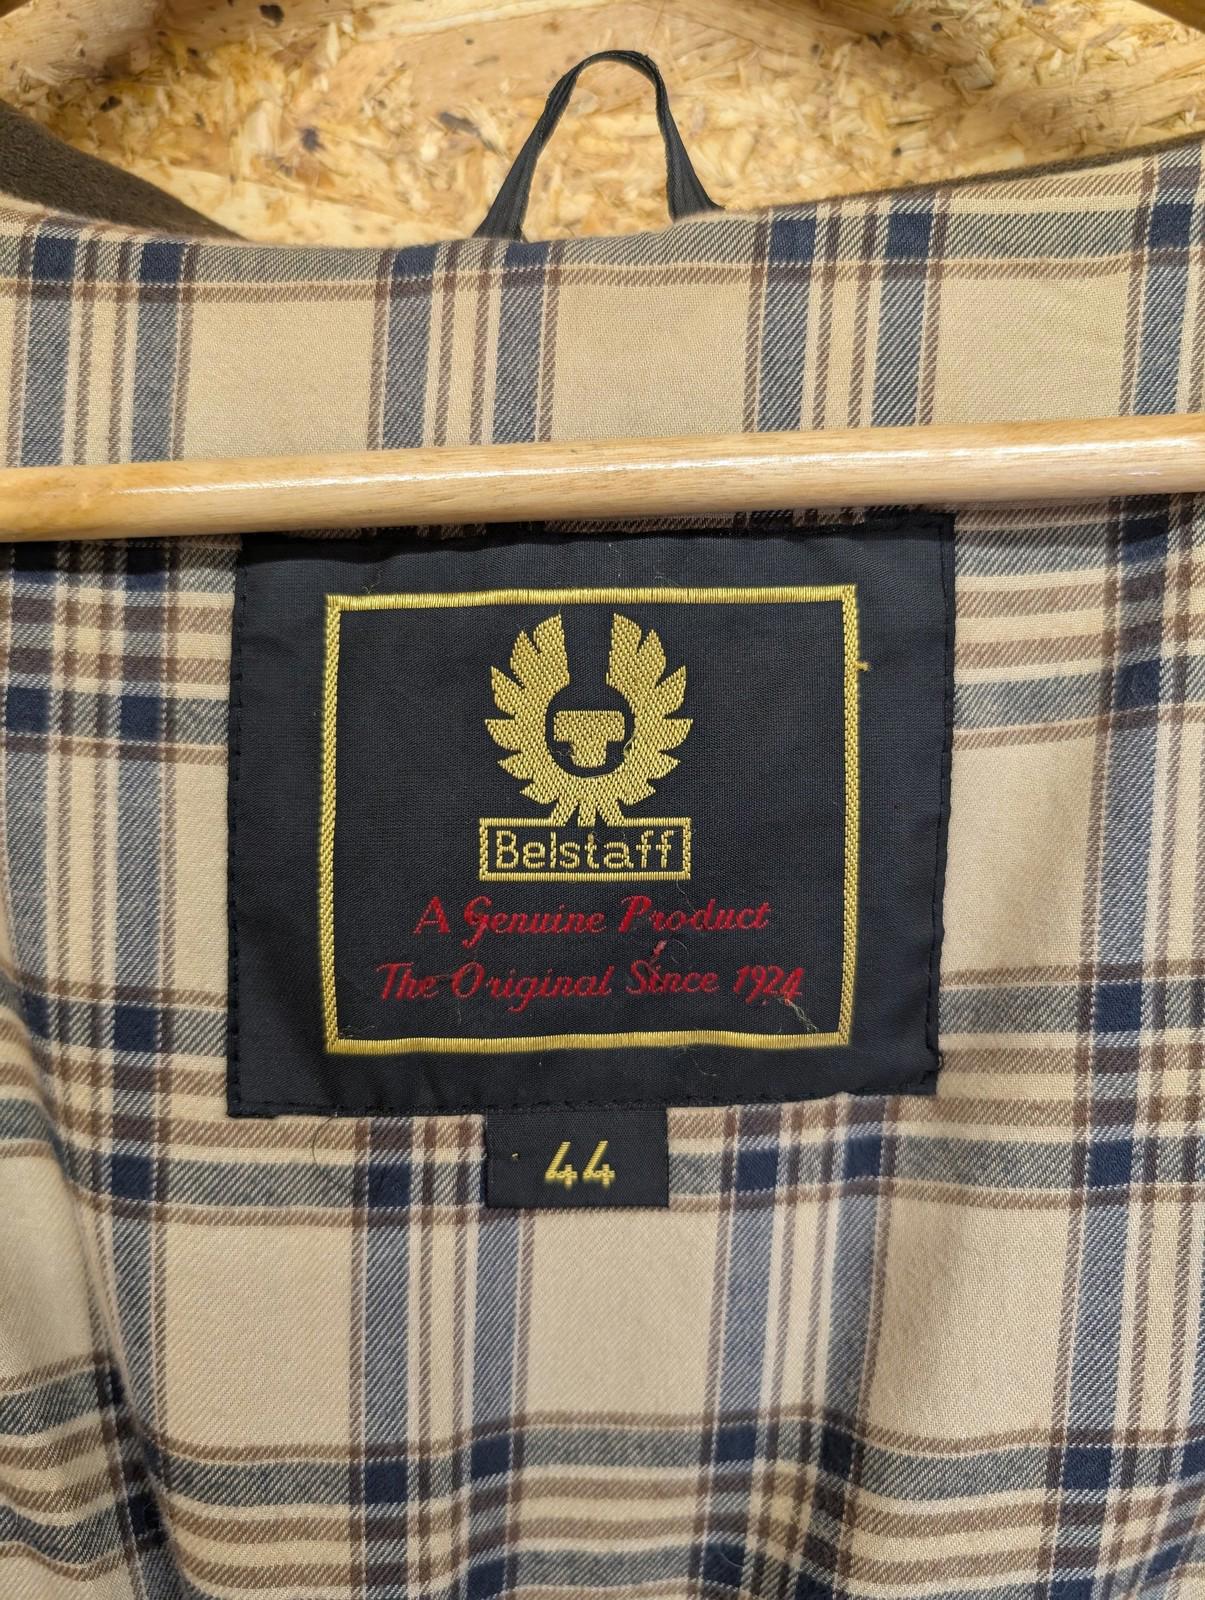 Belstaff
A Genuine Product
The Original Since 1924
44